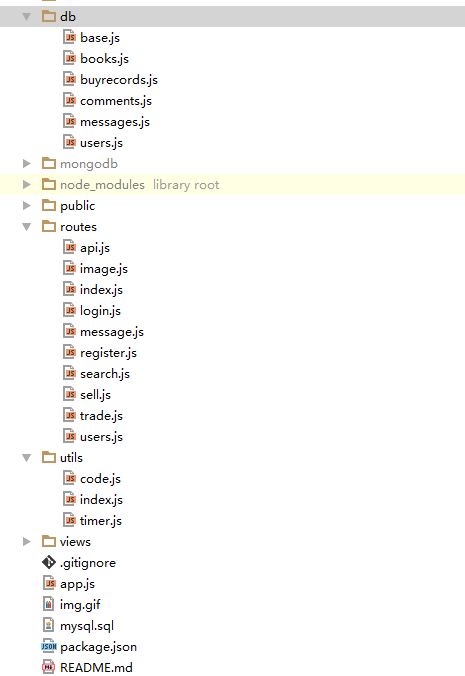 db
base.js
books.js
buyrecords.js
comments.js
messages.js
users.js
mongodb
node_modules library root
public
routes
api.js
image.js
index.js
login.js
message.js
register.js
search.js
sell.js
trade.js
users.js
utils
code.js
index.js
timer.js
views
.gitignore
app.js
img.gif
mysql.sql
package.json
README.md